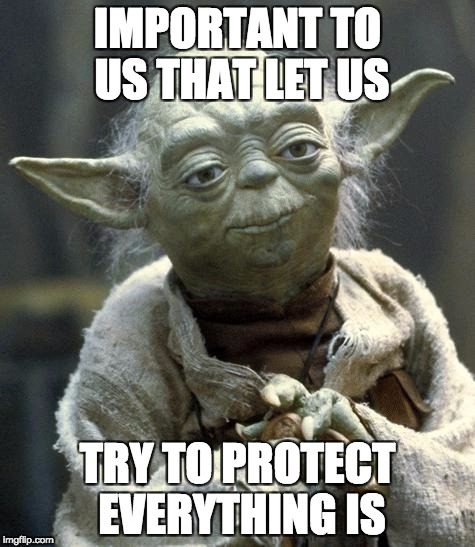 IMPORTANT TO
US THAT LET US
TRY TO PROTECT
EVERYTHING IS
imgflip.com